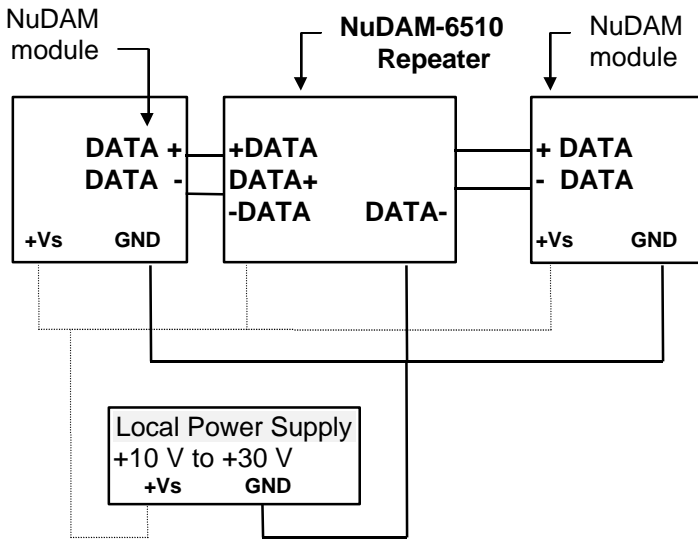 NuDAM
module
NuDAM-6510
Repeater
NuDAM
module
DATA +
DATA -
+Vs GND
+DATA
DATA+
-DATA DATA-
+ DATA
- DATA
+Vs GND
Local Power Supply
+10 V to +30 V
+Vs GND